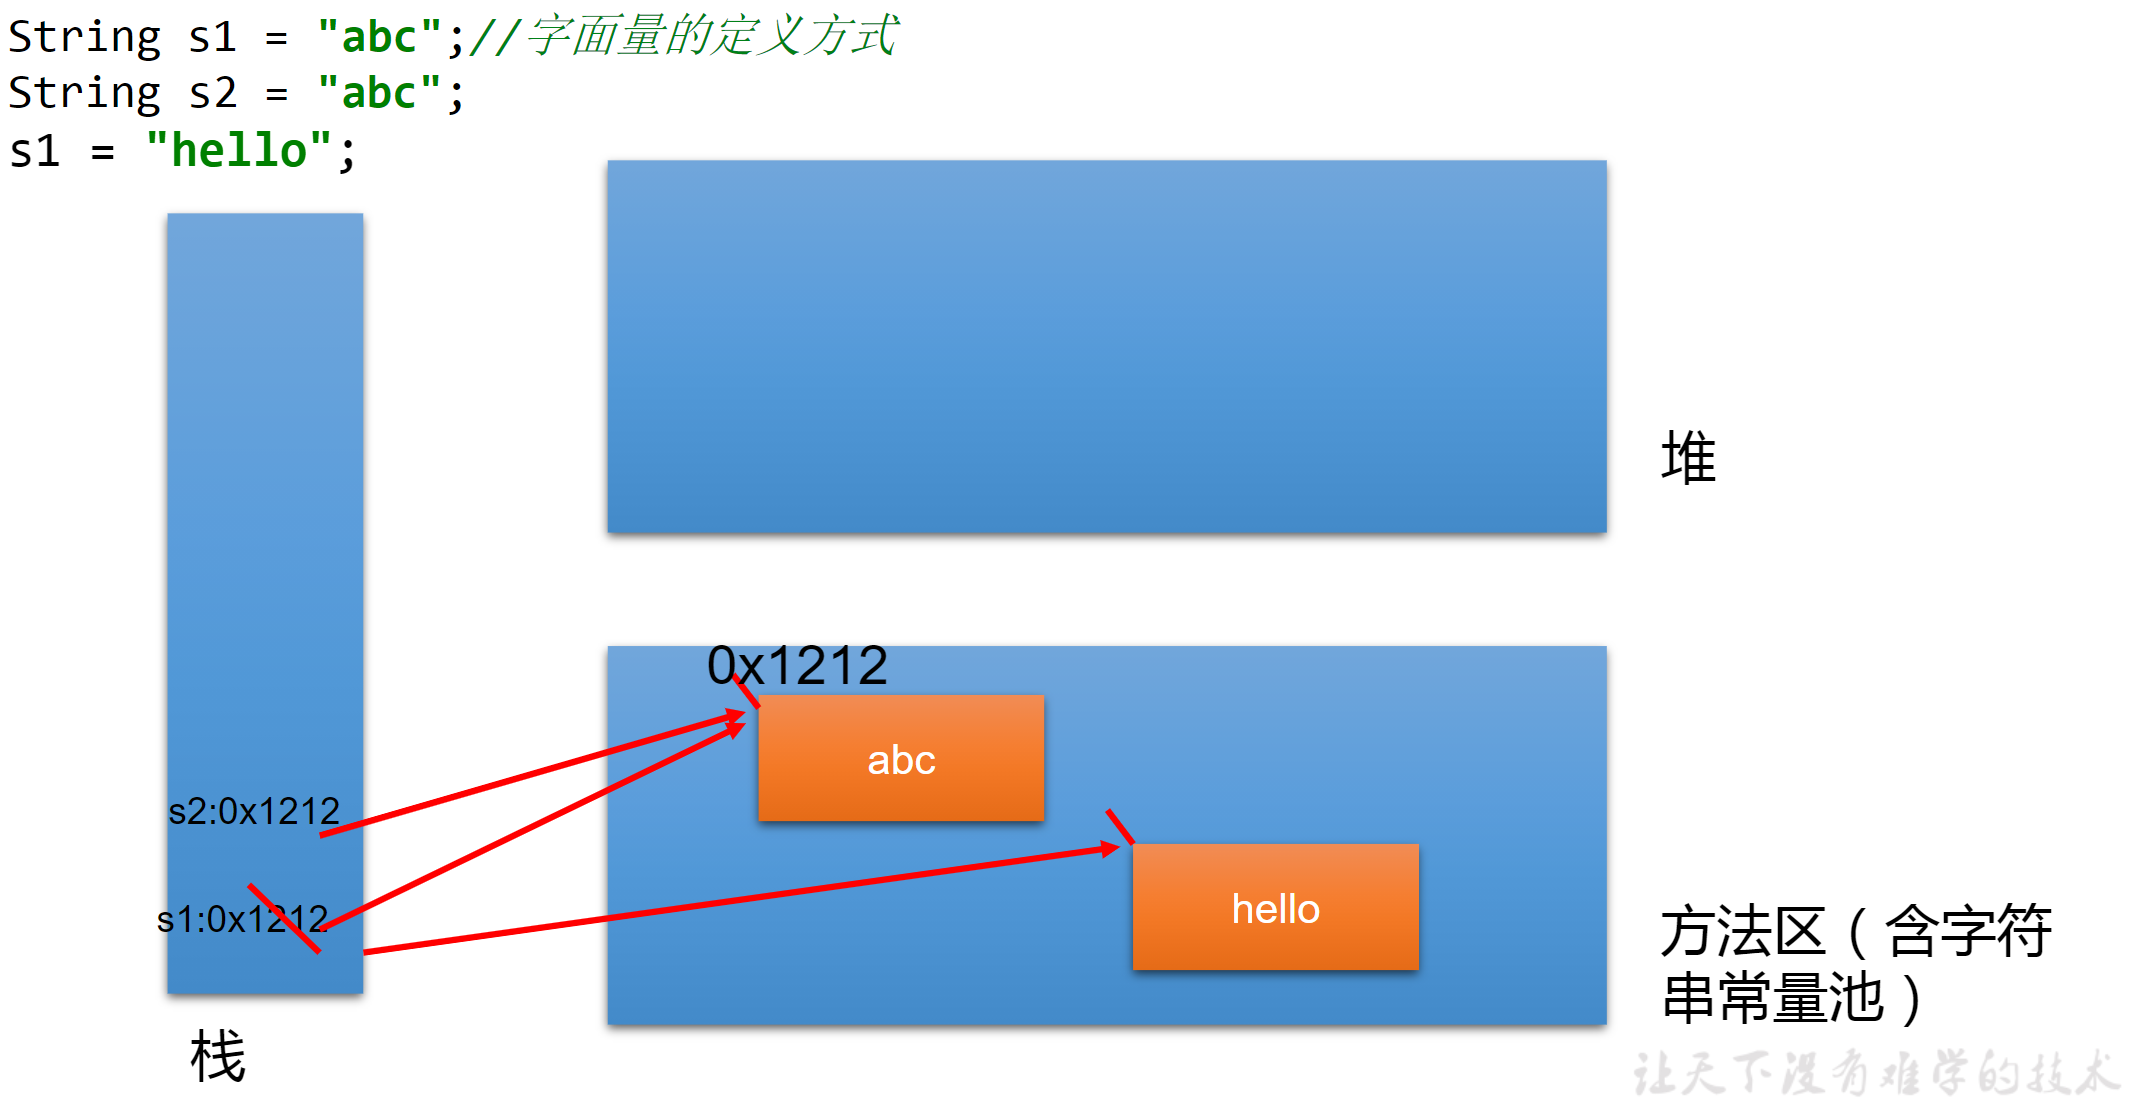 String s1 = "abc";//字面量的定义方式
String s2 = "abc";
s1 = "hello";
堆
0x1212
abc
s2:0x1212
s1:0x1212
hello
方法区（含字符
串常量池）
栈
让天下没有难学的技术